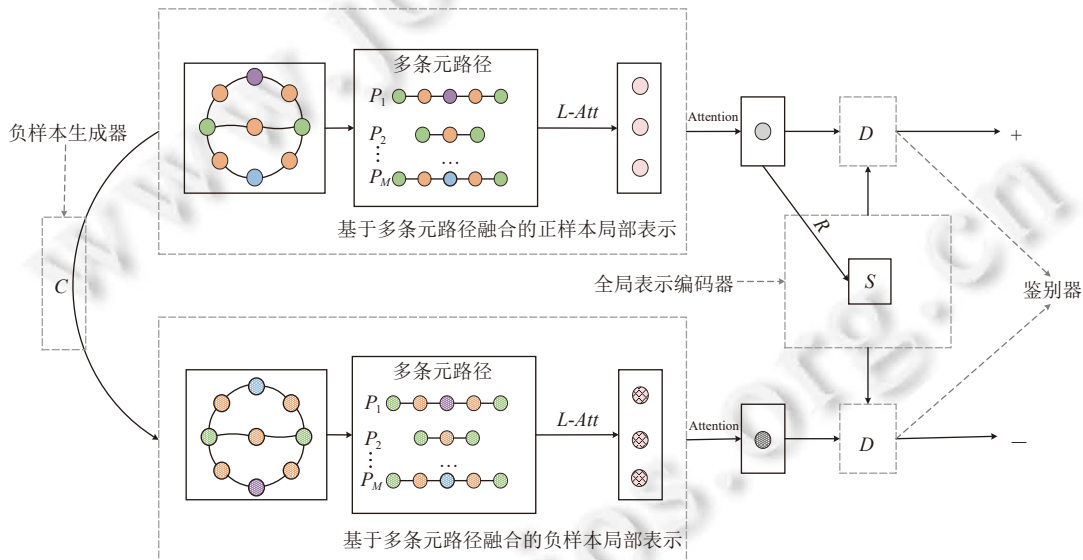 多条元路径
P1
L-Att
P2
...
PM
基于多条元路径融合的正样本局部表示
Attention
D
+
负样本生成器
C
R
全局表示编码器
S
鉴别器
多条元路径
P1
L-Att
P2
...
PM
基于多条元路径融合的负样本局部表示
Attention
D
—